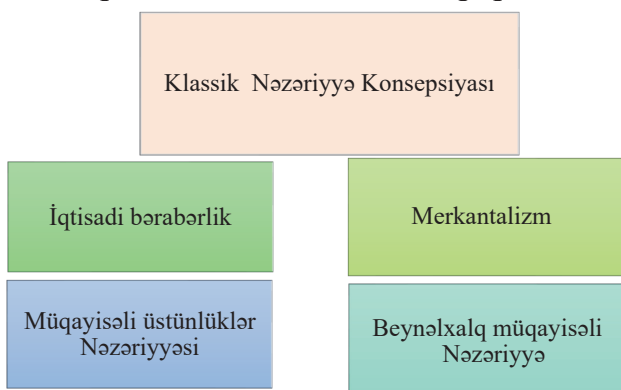 Klassik Nəzəriyyə Konsepsiyası
İqtisadi bərabərlik
Merkantalizm
Müqayisəli üstünlüklər
Nəzəriyyəsi
Beynəlxalq müqayisəli
Nəzəriyyə